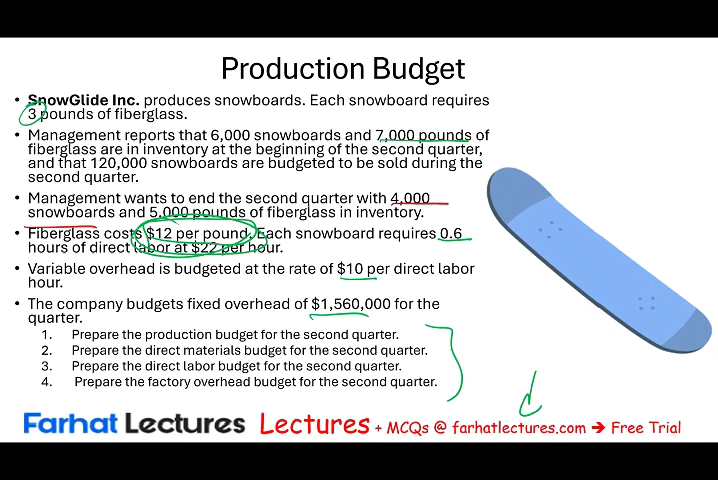 Production Budget
• SnowGlide Inc. produces snowboards. Each snowboard requires
3 pounds of fiberglass.
• Management reports that 6,000 snowboards and 7,000 pounds of
fiberglass are in inventory at the beginning of the second quarter,
and that 120,000 snowboards are budgeted to be sold during the
second quarter.
• Management wants to end the second quarter with 4,000
snowboards and 5,000 pounds of fiberglass in inventory.
• Fiberglass costs $12 per pound. Each snowboard requires 0.6
hours of direct labor at $22 per hour.
• Variable overhead is budgeted at the rate of $10 per direct labor
hour.
• The company budgets fixed overhead of $1,560,000 for the
quarter.
1. Prepare the production budget for the second quarter.
2. Prepare the direct materials budget for the second quarter.
3. Prepare the direct labor budget for the second quarter.
4. Prepare the factory overhead budget for the second quarter.
Farhat Lectures Lectures + MCQs @ farhatlectures.com → Free Trial